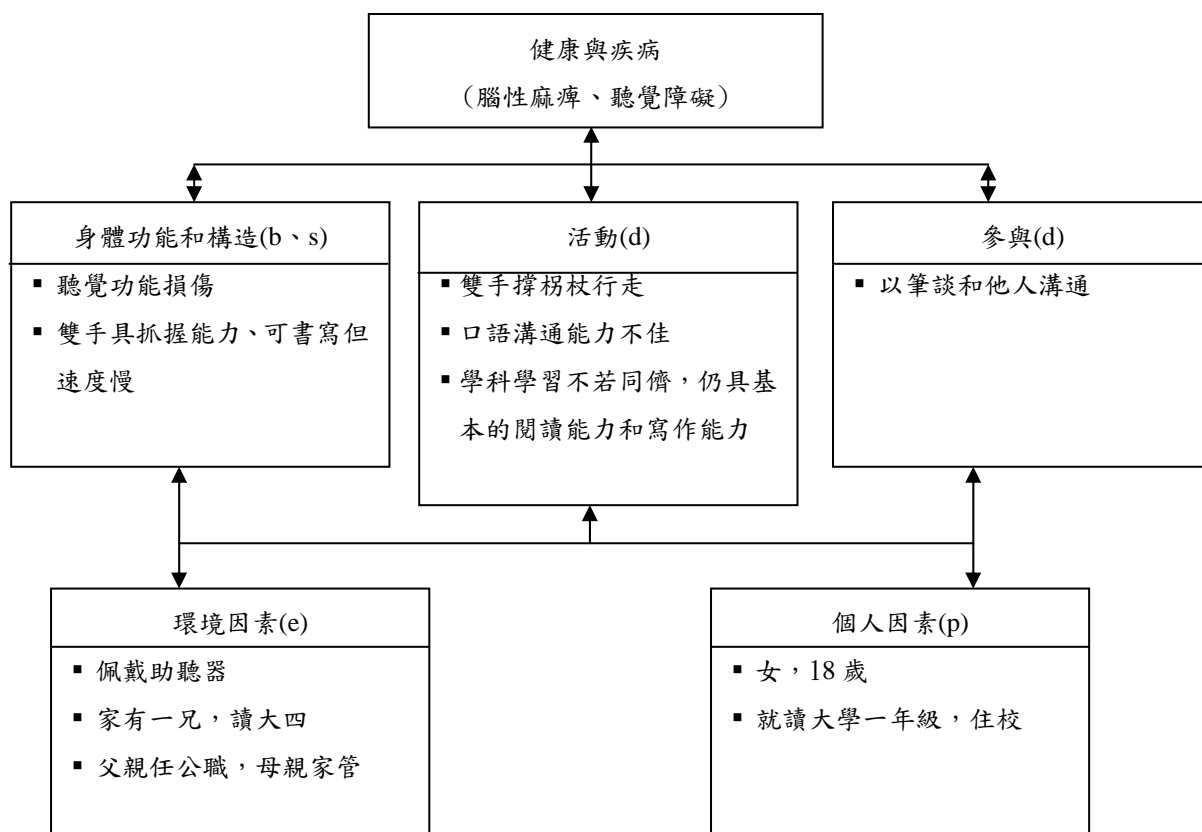 健康與疾病
（腦性麻痺、聽覺障礙）
身體功能和構造(b、s)
▪ 聽覺功能損傷
▪ 雙手具抓握能力、可書寫但
速度慢
活動(d)
▪ 雙手撐柺杖行走
▪ 口語溝通能力不佳
▪ 學科學習不若同儕，仍具基
本的閱讀能力和寫作能力
參與(d)
▪ 以筆談和他人溝通
環境因素(e)
▪ 佩戴助聽器
▪ 家有一兄，讀大四
▪ 父親任公職，母親家管
個人因素(p)
▪ 女，18 歲
▪ 就讀大學一年級，住校